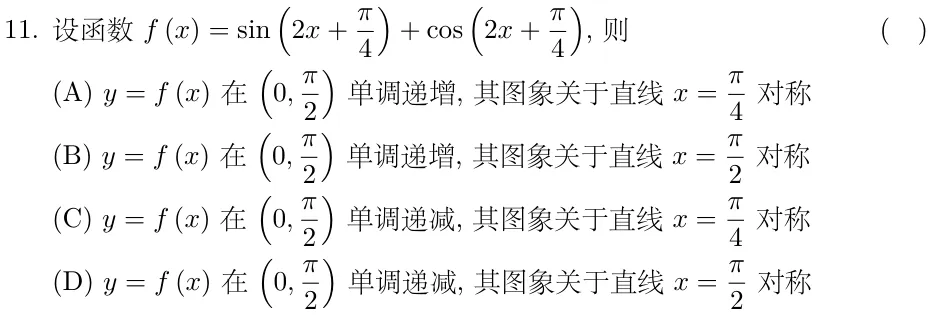 11. 设函数 f (x) = sin(2x + π/4) + cos(2x + π/4), 则 ( )
(A) y = f (x) 在 (0, π/2) 单调递增, 其图象关于直线 x = π/4 对称
(B) y = f (x) 在 (0, π/2) 单调递增, 其图象关于直线 x = π/2 对称
(C) y = f (x) 在 (0, π/2) 单调递减, 其图象关于直线 x = π/4 对称
(D) y = f (x) 在 (0, π/2) 单调递减, 其图象关于直线 x = π/2 对称